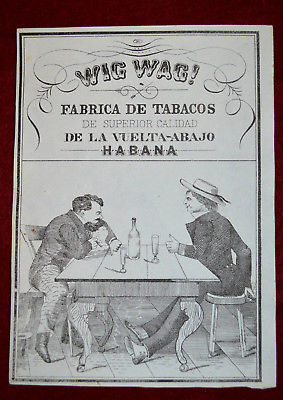 WIG WAG!
FABRICA DE TABACOS
DE SUPERIOR CALIDAD
DE LA VUELTA-ABAJO
HABANA